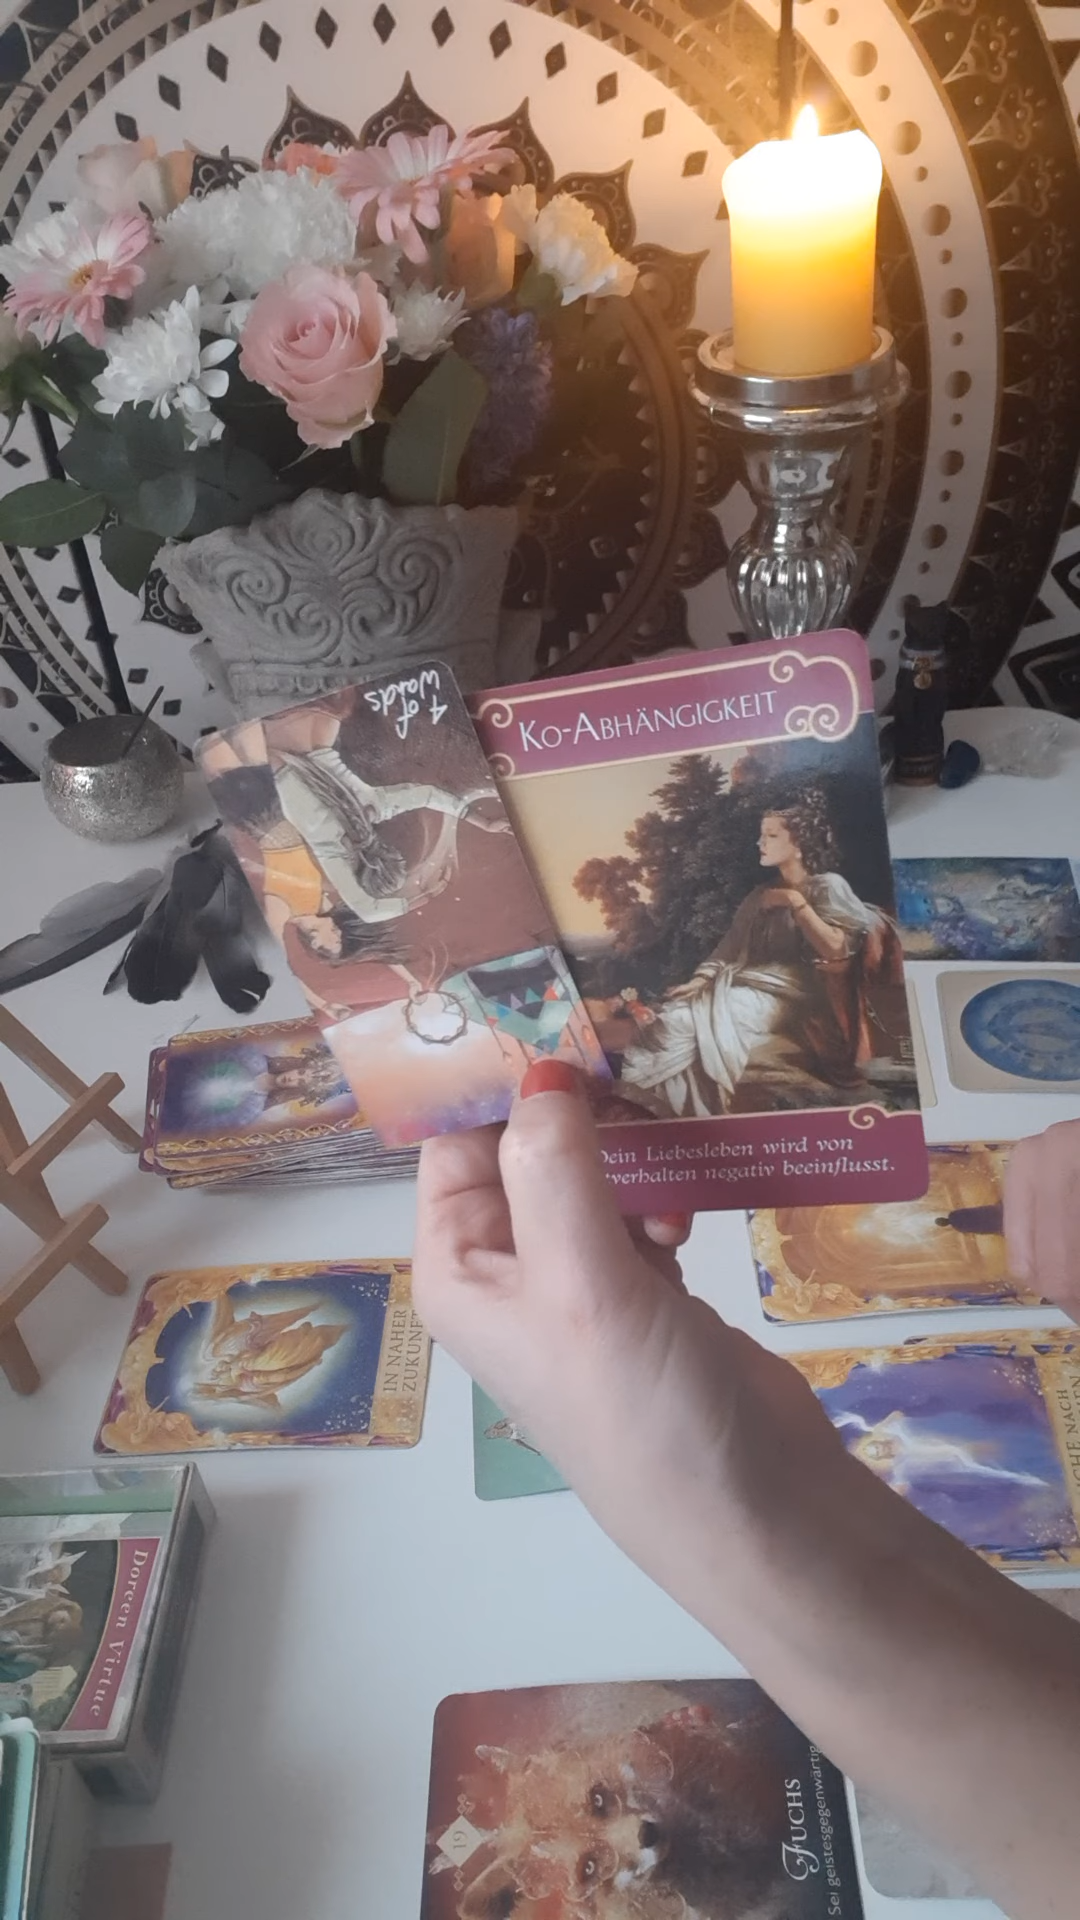 4 of
Wands
KO-ABHÄNGIGKEIT
Dein Liebesleben wird von
negativ beeinflusst.
IN NAHER
ZUKUNFT
NACH
Doreen Virtue
19
FUCHS
Sei geistesgegenwärtig